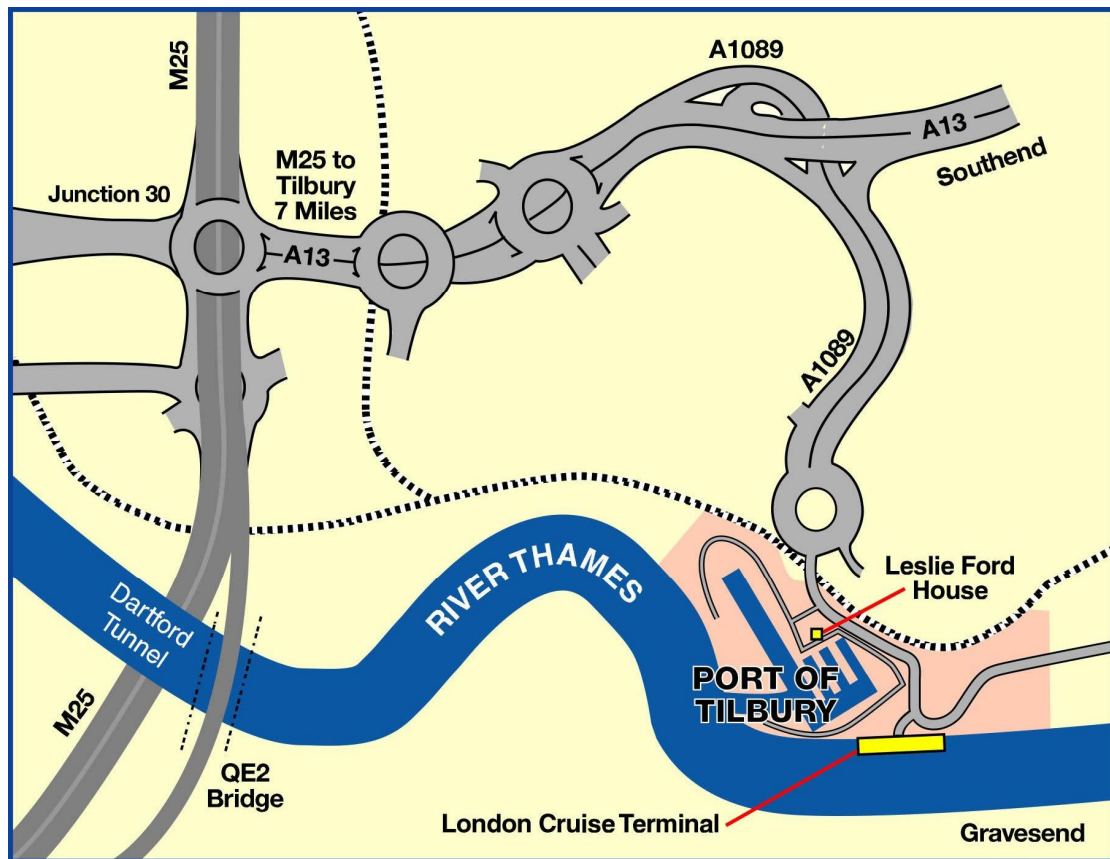 M25
A1089
A13
Southend
Junction 30
M25 to
Tilbury
7 Miles
A13
A1089
Leslie Ford
House
RIVER THAMES
Dartford
Tunnel
PORT OF
TILBURY
M25
QE2
Bridge
London Cruise Terminal
Gravesend